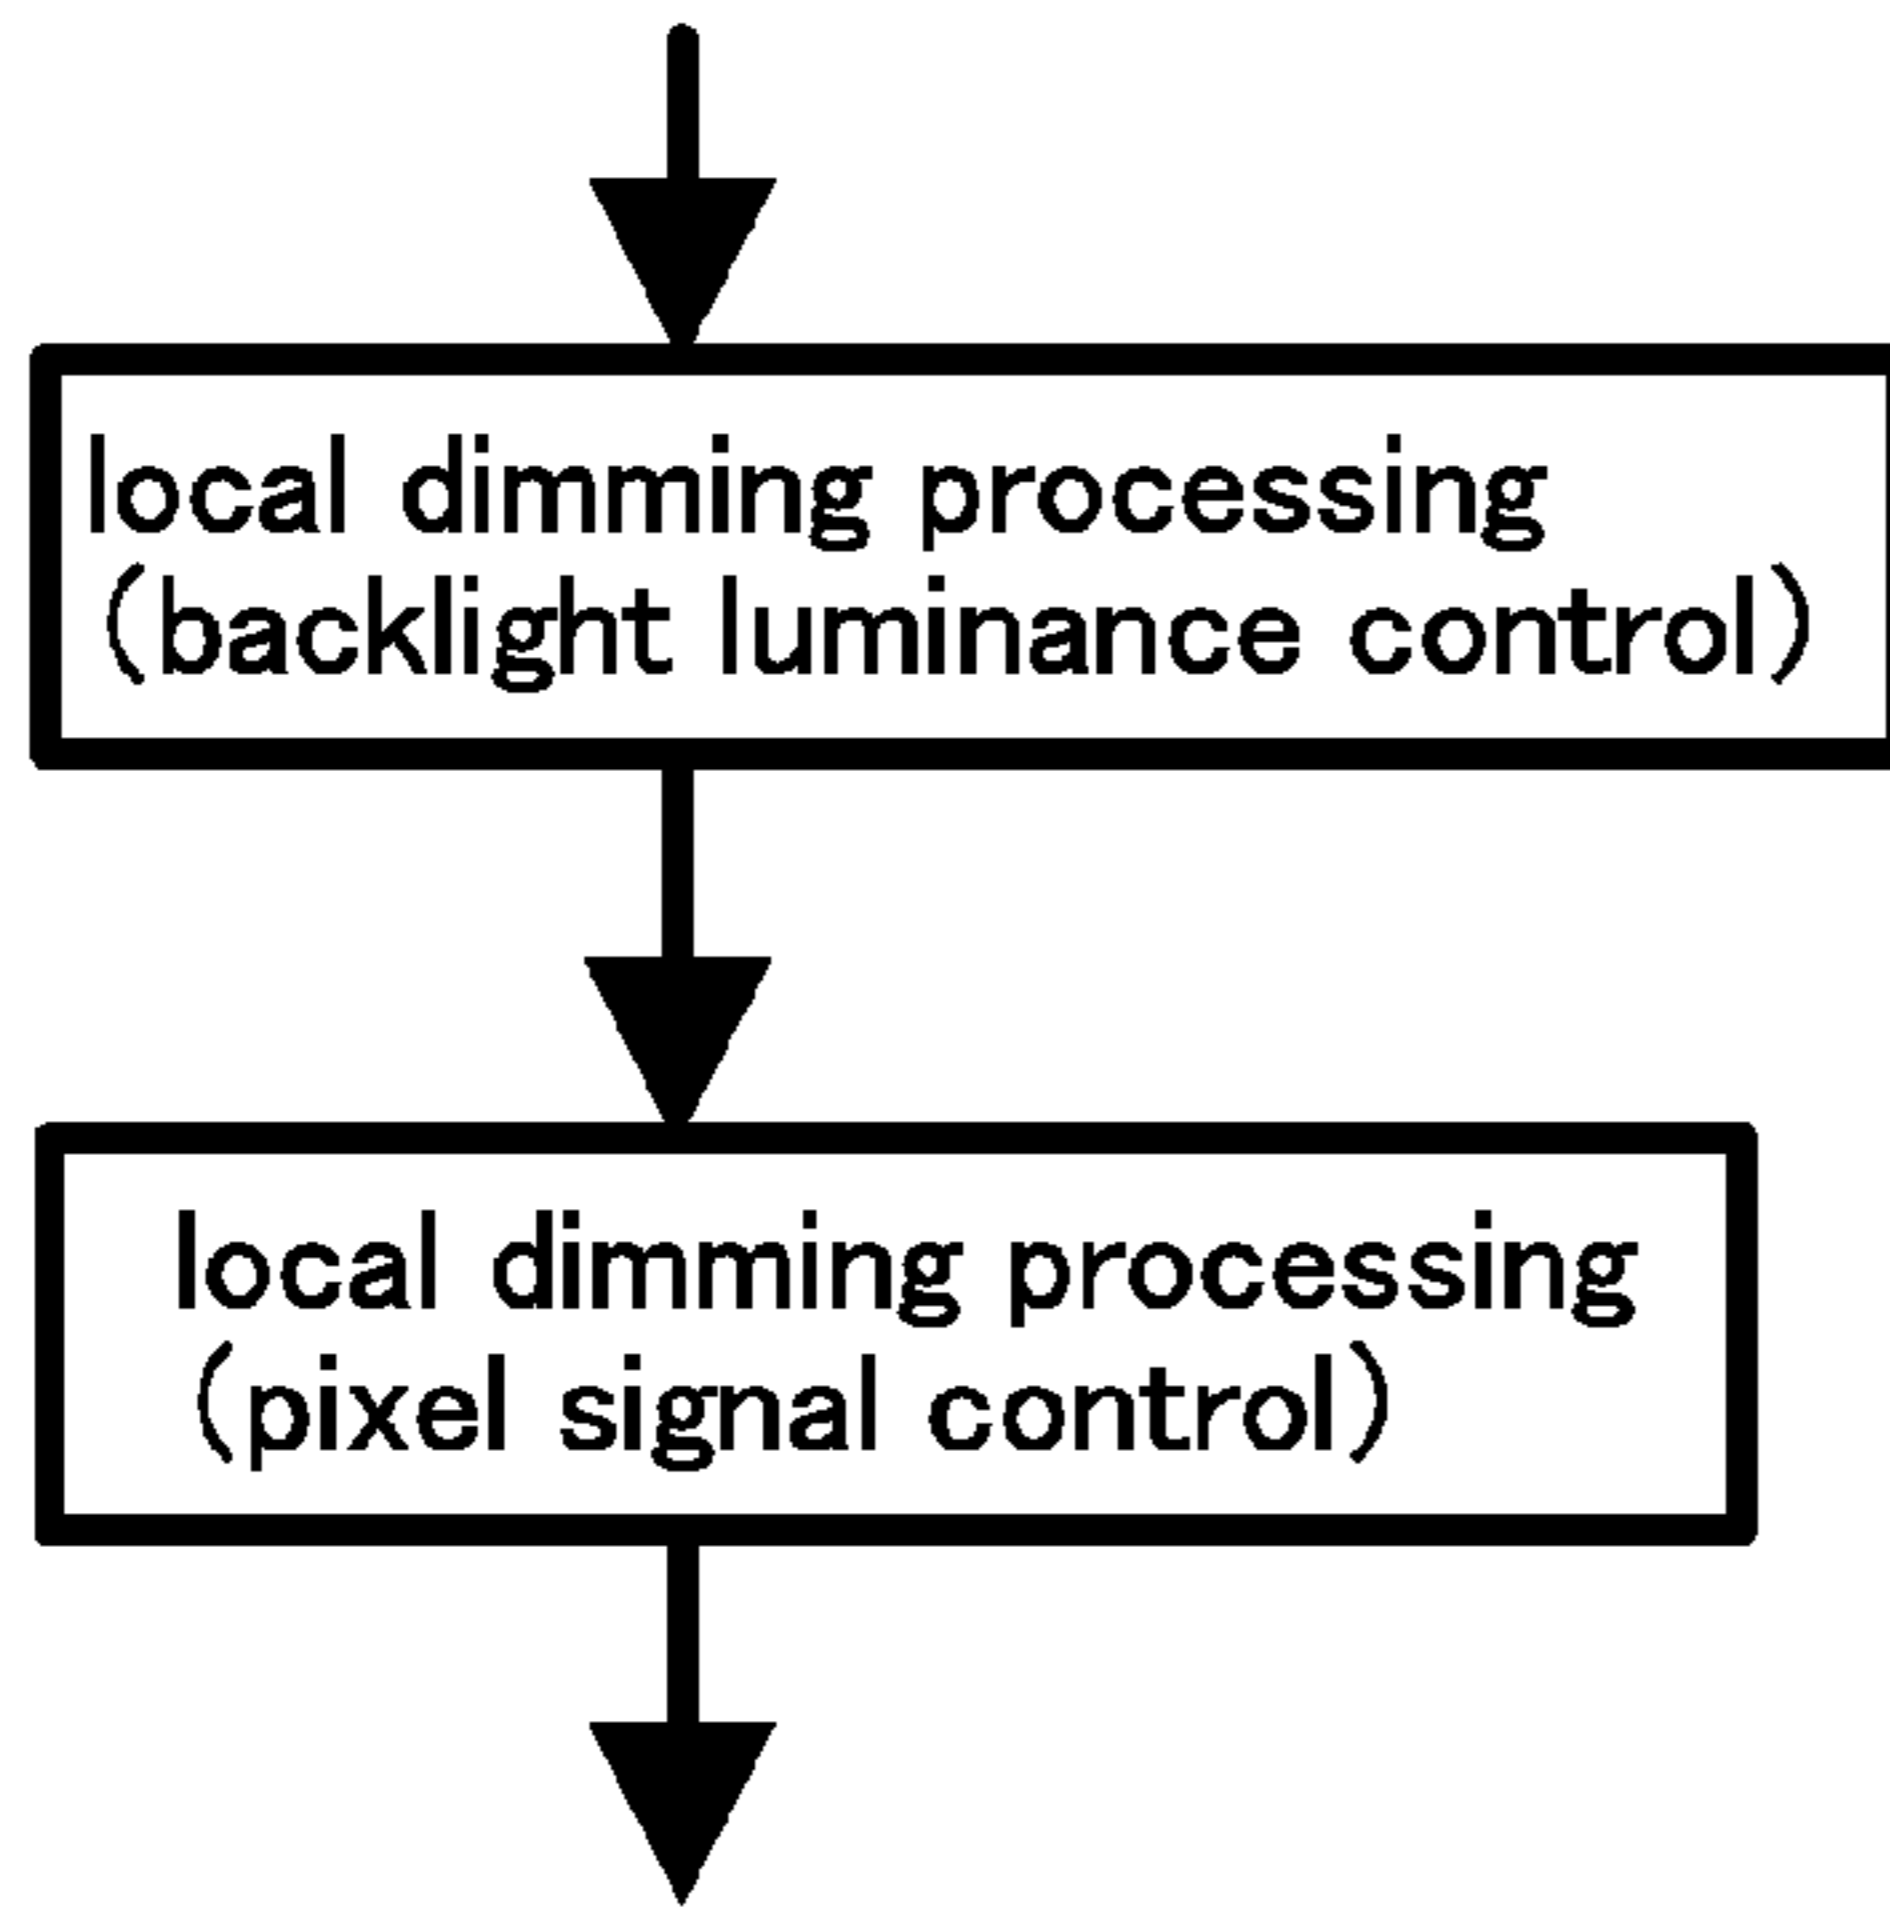 local dimming processing
(backlight luminance control)
local dimming processing
(pixel signal control)